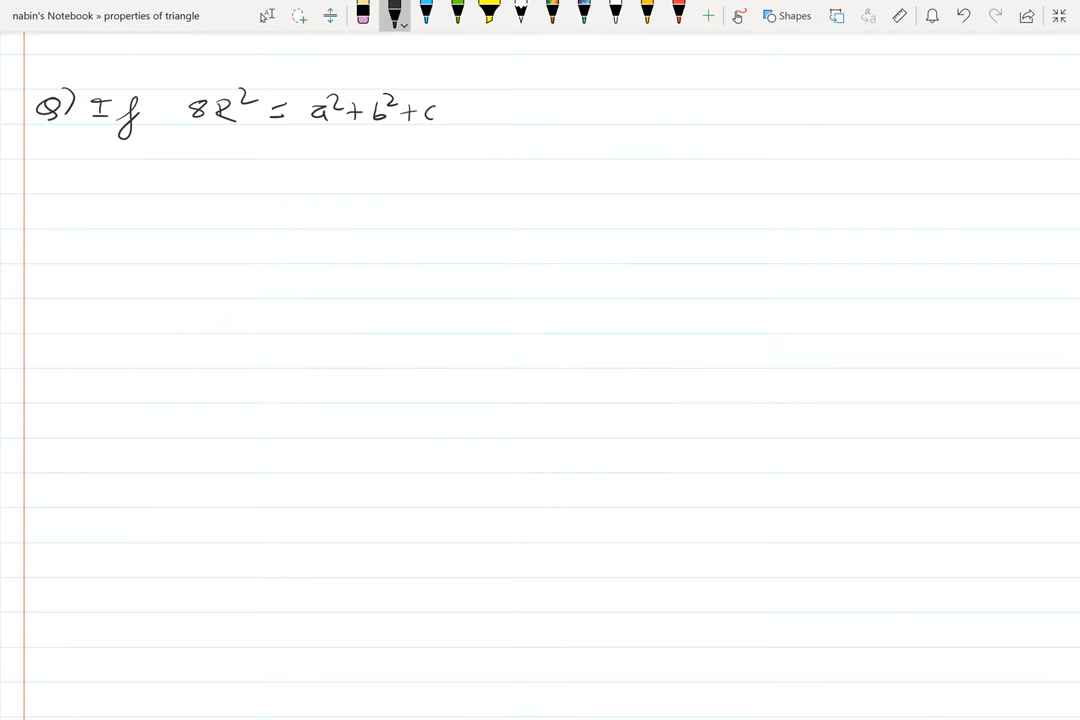 nabin's Notebook » properties of triangle
Shapes
Q) If 8R² = a²+b²+c